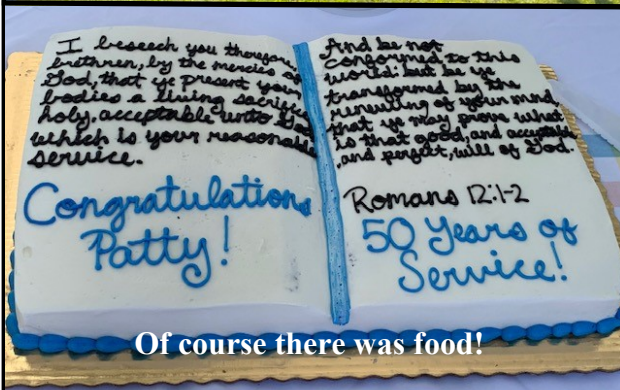 I beseech you therefore,
brethren, by the mercies of
God, that ye present your
bodies a living sacrifice
holy, acceptable unto God
which is your reasonable
service.
Congratulations
Patty!
And be not
conformed to this
world: but be ye
transformed by the
renewing of your mind
that ye may prove what
is that good, and acceptable
,and perfect, will of God.
Romans 12:1-2
50 Years of
Service!
Of course there was food!